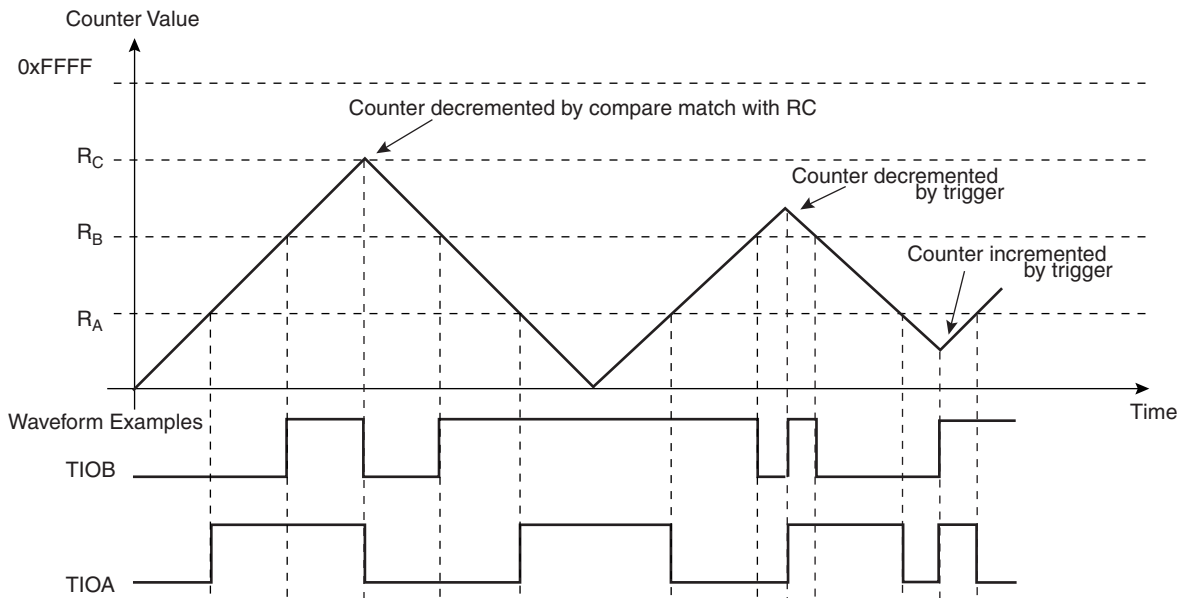 Counter Value
0xFFFF
Counter decremented by compare match with RC
RC
Counter decremented
by trigger
RB
Counter incremented
by trigger
RA
Time
Waveform Examples
TIOB
TIOA